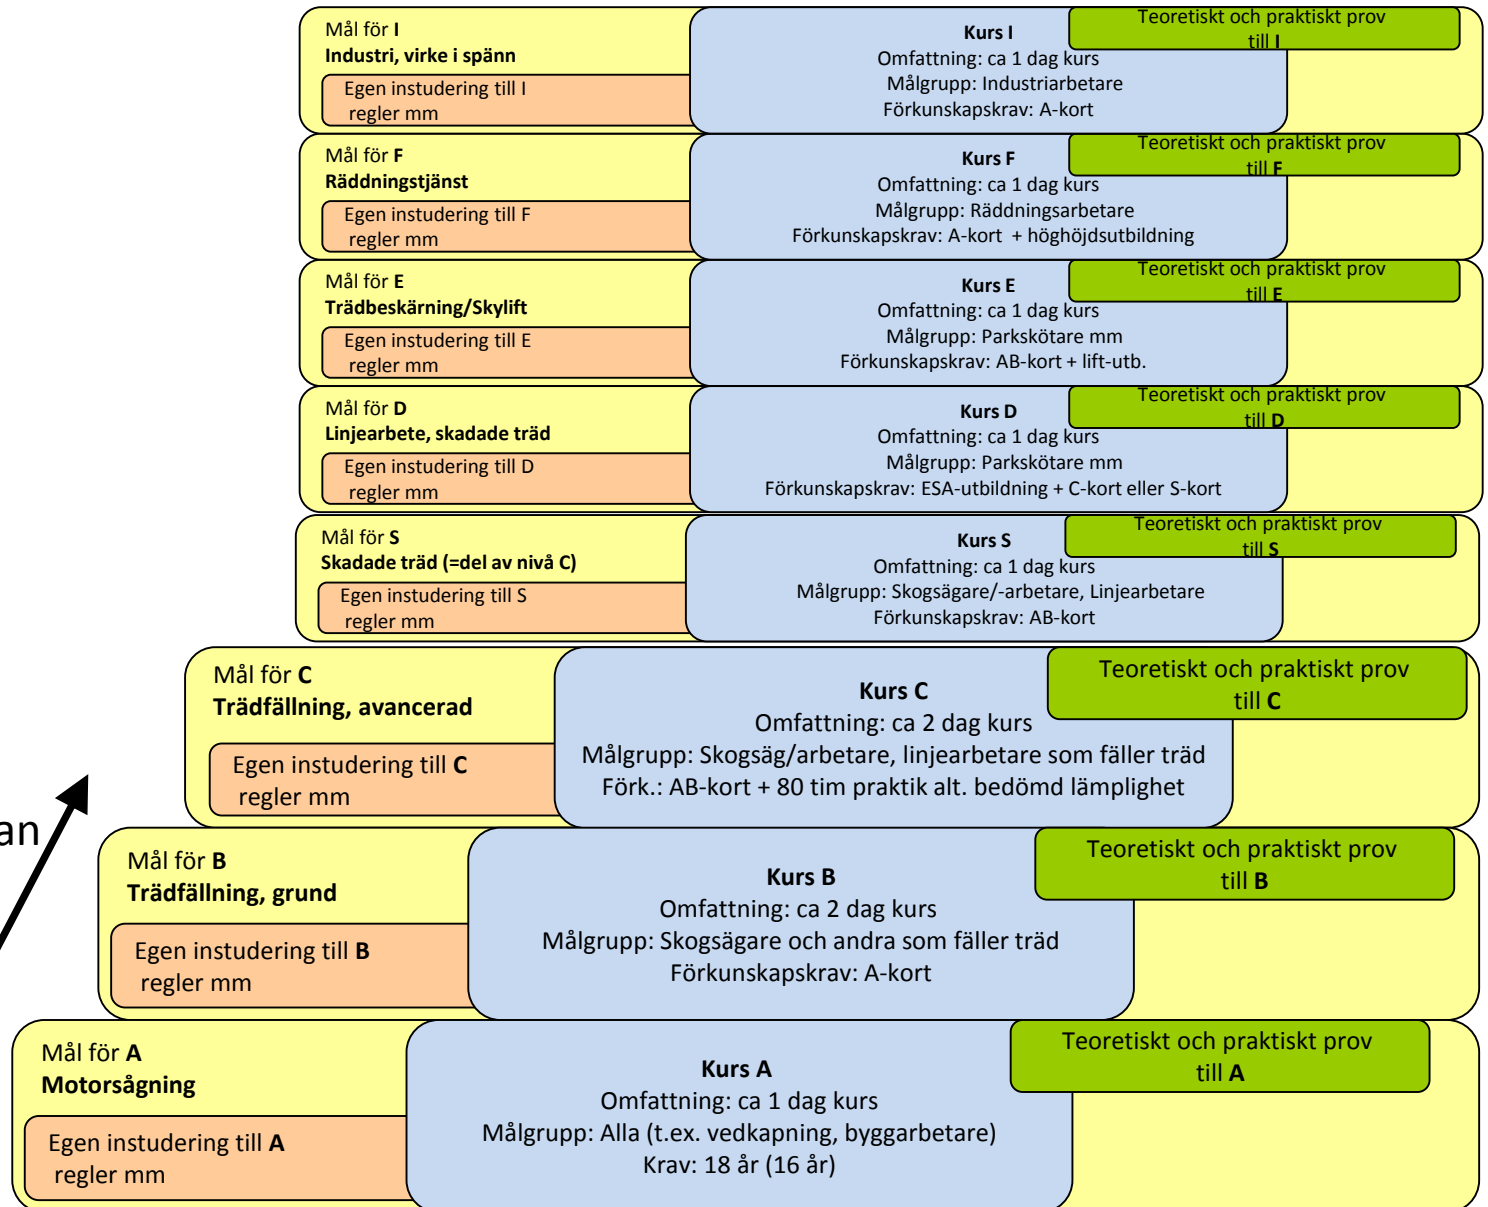 Mål för I
Industri, virke i spänn
Egen instudering till I
regler mm
Kurs I
Omfattning: ca 1 dag kurs
Målgrupp: Industriarbetare
Förkunskapskrav: A-kort
Teoretiskt och praktiskt prov
till I
Mål för F
Räddningstjänst
Egen instudering till F
regler mm
Kurs F
Omfattning: ca 1 dag kurs
Målgrupp: Räddningsarbetare
Förkunskapskrav: A-kort + höghöjdsutbildning
Teoretiskt och praktiskt prov
till F
Mål för E
Trädbeskärning/Skylift
Egen instudering till E
regler mm
Kurs E
Omfattning: ca 1 dag kurs
Målgrupp: Parkskötare mm
Förkunskapskrav: AB-kort + lift-utb.
Teoretiskt och praktiskt prov
till E
Mål för D
Linjearbete, skadade träd
Egen instudering till D
regler mm
Kurs D
Omfattning: ca 1 dag kurs
Målgrupp: Parkskötare mm
Förkunskapskrav: ESA-utbildning + C-kort eller S-kort
Teoretiskt och praktiskt prov
till D
Mål för S
Skadade träd (=del av nivå C)
Egen instudering till S
regler mm
Kurs S
Omfattning: ca 1 dag kurs
Målgrupp: Skogsägare/-arbetare, Linjearbetare
Förkunskapskrav: AB-kort
Teoretiskt och praktiskt prov
till S
Mål för C
Trädfällning, avancerad
Egen instudering till C
regler mm
Kurs C
Omfattning: ca 2 dag kurs
Målgrupp: Skogsäg/arbetare, linjearbetare som fäller träd
Förk.: AB-kort + 80 tim praktik alt. bedömd lämplighet
Teoretiskt och praktiskt prov
till C
an
Mål för B
Trädfällning, grund
Egen instudering till B
regler mm
Kurs B
Omfattning: ca 2 dag kurs
Målgrupp: Skogsägare och andra som fäller träd
Förkunskapskrav: A-kort
Teoretiskt och praktiskt prov
till B
Mål för A
Motorsågning
Egen instudering till A
regler mm
Kurs A
Omfattning: ca 1 dag kurs
Målgrupp: Alla (t.ex. vedkapning, byggarbetare)
Krav: 18 år (16 år)
Teoretiskt och praktiskt prov
till A